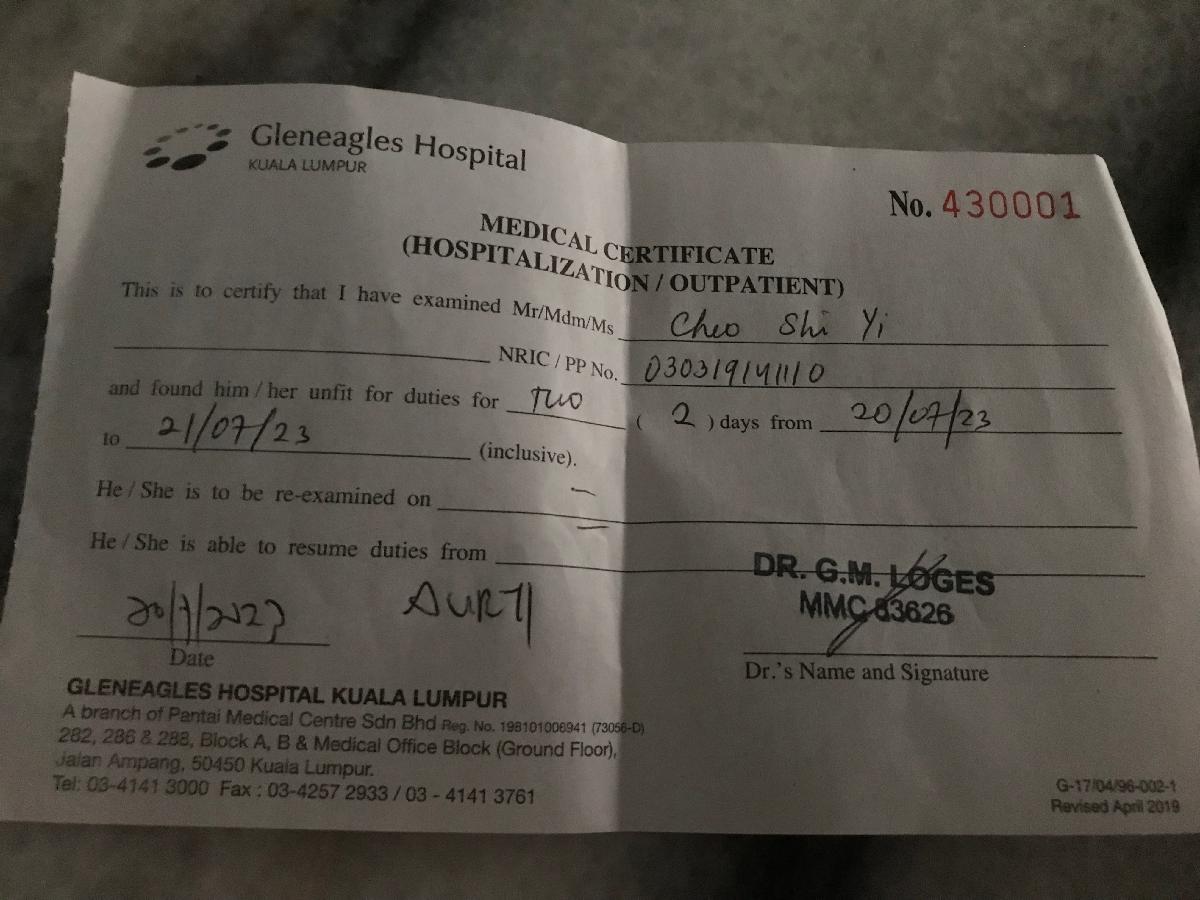 Gleneagles Hospital
KUALA LUMPUR
No. 430001
MEDICAL CERTIFICATE
(HOSPITALIZATION / OUTPATIENT)
This is to certify that I have examined Mr/Mdm/Ms Cheo Shi Yi
NRIC / PP No. 030319141110
and found him / her unfit for duties for TWO ( 2 ) days from 20/07/23
to 21/07/23 (inclusive).
He / She is to be re-examined on —
He / She is able to resume duties from —
20/7/2023 AURTI
DR. G.M. LOGES
MMC 83626
Date
Dr.'s Name and Signature
GLENEAGLES HOSPITAL KUALA LUMPUR
A branch of Pantai Medical Centre Sdn Bhd Reg. No. 198101006941 (73056-D)
282, 286 & 288, Block A, B & Medical Office Block (Ground Floor),
Jalan Ampang, 50450 Kuala Lumpur.
Tel: 03-4141 3000 Fax : 03-4257 2933 / 03 - 4141 3761
G-17/04/96-002-1
Revised April 2019